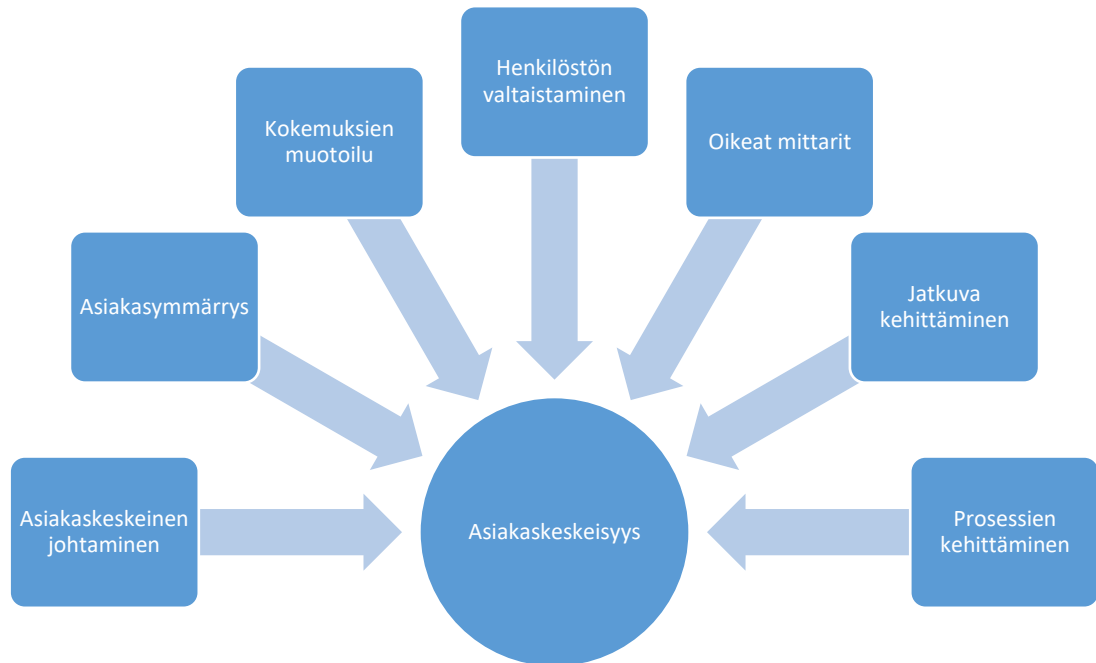 Henkilöstön
valtaistaminen
Kokemuksien
muotoilu
Oikeat mittarit
Asiakasymmärrys
Jatkuva
kehittäminen
Asiakaskeskeinen
johtaminen
Asiakaskeskeisyys
Prosessien
kehittäminen